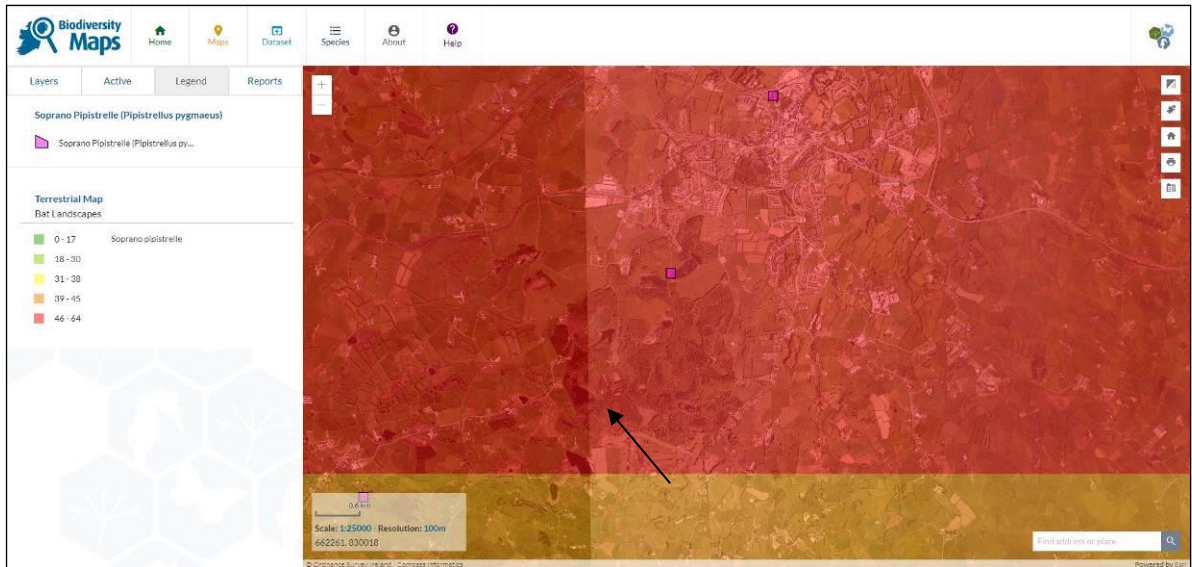 Biodiversity
Maps
Home
Maps
Dataset
Species
About
Help
Layers
Active
Legend
Reports
Soprano Pipistrelle (Pipistrellus pygmaeus)
Soprano Pipistrelle (Pipistrellus py...
Terrestrial Map
Bat Landscapes
0 - 17
Soprano pipistrelle
18 - 30
31 - 38
39 - 45
46 - 64
0.6 km
Scale: 1:25000 - Resolution: 100m
662261, 830018
© Ordnance Survey Ireland | Compass Informatics
Find address or place
Powered by Esri